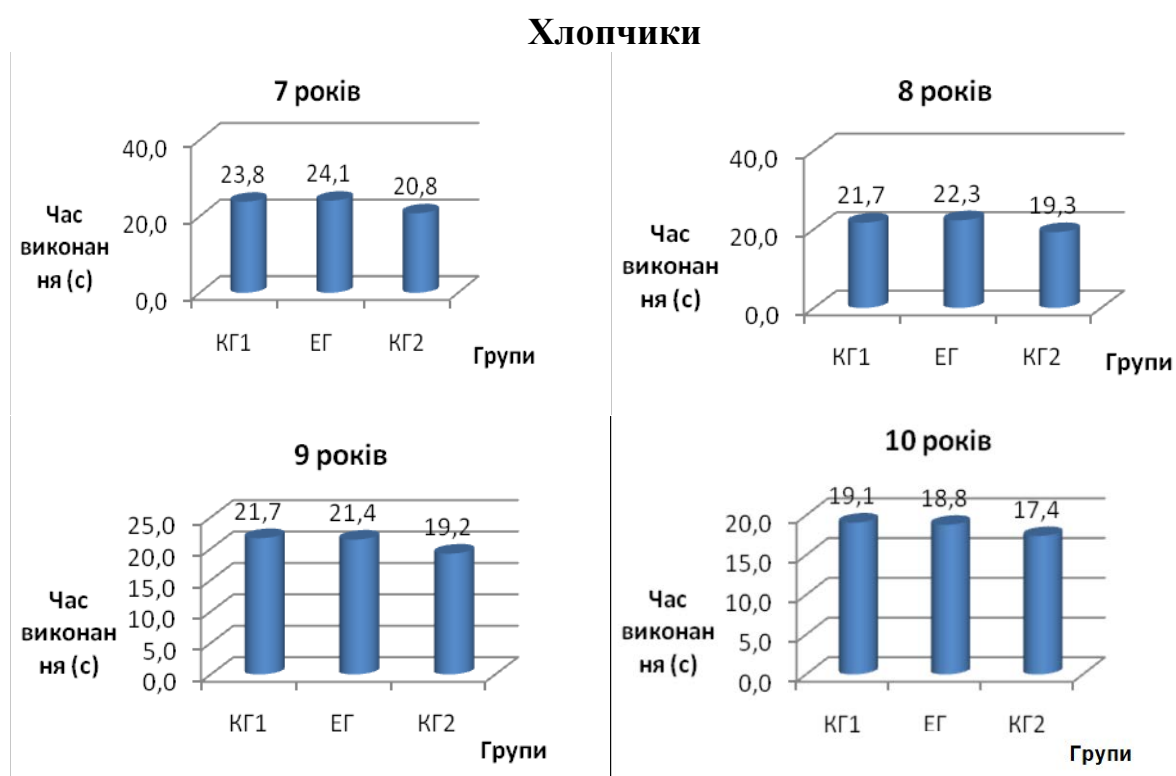 Хлопчики
7 років
40,0
20,0
0,0
Час
виконан
ня (с)
23,8
24,1
20,8
КГ1
ЕГ
КГ2
Групи
8 років
40,0
20,0
0,0
Час
виконан
ня (с)
21,7
22,3
19,3
КГ1
ЕГ
КГ2
Групи
9 років
25,0
20,0
15,0
10,0
5,0
0,0
Час
виконан
ня (с)
21,7
21,4
19,2
КГ1
ЕГ
КГ2
Групи
10 років
20,0
15,0
10,0
5,0
0,0
Час
виконан
ня (с)
19,1
18,8
17,4
КГ1
ЕГ
КГ2
Групи